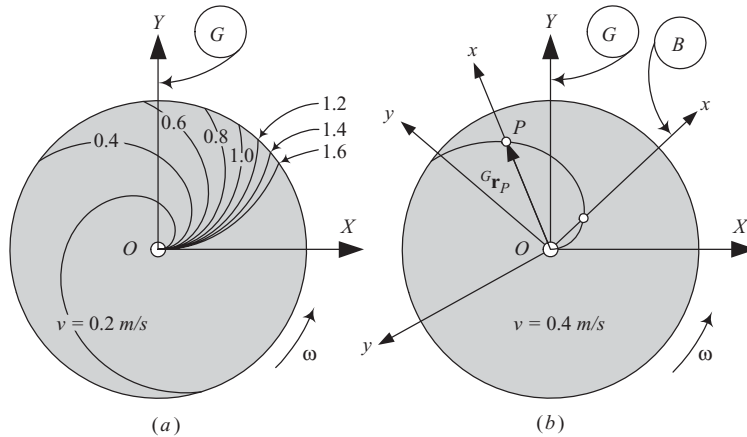 Y
G
1.2
1.4
1.6
0.4
0.6
0.8
1.0
O
X
v = 0.2 m/s
ω
(a)
Y
G
B
x
y
P
x
ᴳr_P
O
X
y
v = 0.4 m/s
ω
(b)